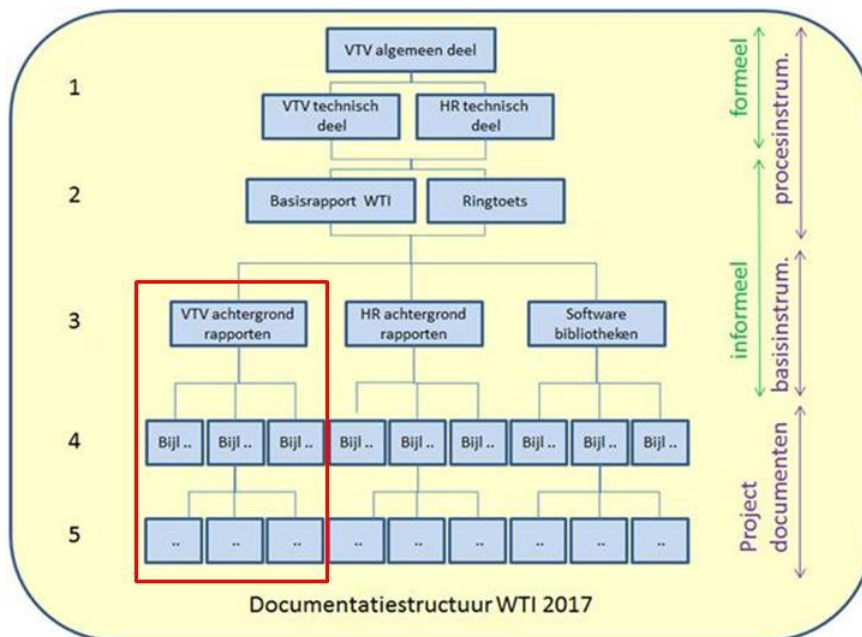 VTV algemeen deel
1
VTV technisch
deel
HR technisch
deel
2
Basisrapport WTI
Ringtoets
3
VTV achtergrond
rapporten
HR achtergrond
rapporten
Software
bibliotheken
4
Bijl ..
Bijl ..
Bijl ..
Bijl ..
Bijl ..
Bijl ..
Bijl ..
Bijl ..
Bijl ..
5
..
..
..
..
..
..
..
..
..
formeel
informeel
procesinstrum.
basisinstrum.
Project
documenten
Documentatiestructuur WTI 2017